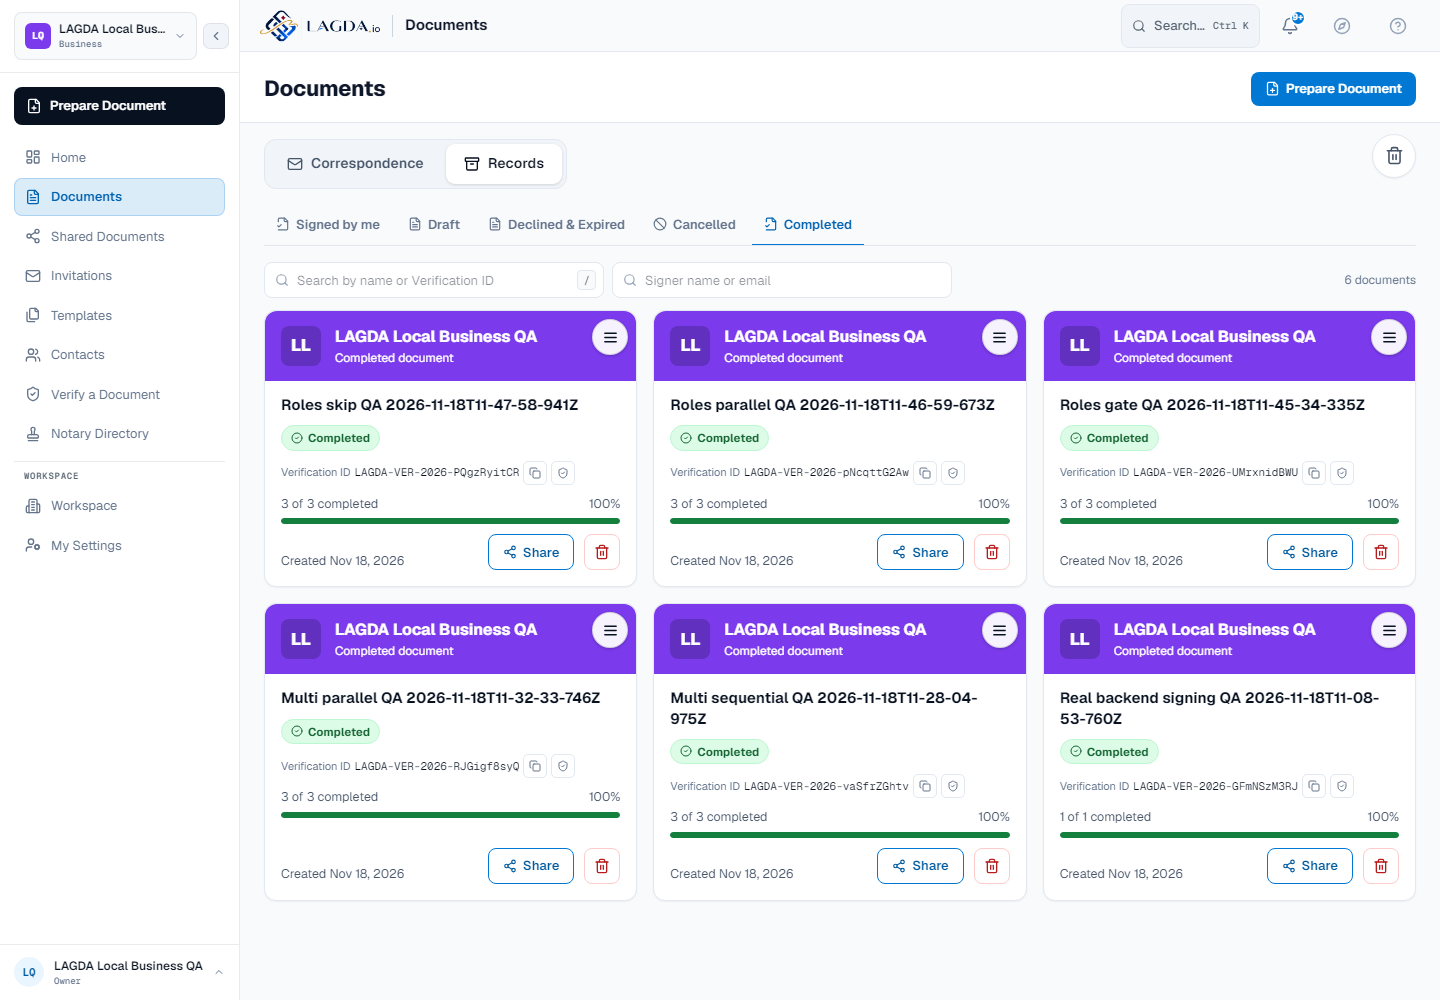 LQ
LAGDA Local Bus...
Business
Prepare Document
Home
Documents
Shared Documents
Invitations
Templates
Contacts
Verify a Document
Notary Directory
WORKSPACE
Workspace
My Settings
LQ
LAGDA Local Business QA
Owner
LAGDA.io
Documents
Search...
Ctrl K
9+
Documents
Prepare Document
Correspondence
Records
Signed by me
Draft
Declined & Expired
Cancelled
Completed
Search by name or Verification ID
/
Signer name or email
6 documents
LL
LAGDA Local Business QA
Completed document
Roles skip QA 2026-11-18T11-47-58-941Z
Completed
Verification ID LAGDA-VER-2026-PQgzRyitCR
3 of 3 completed
100%
Created Nov 18, 2026
Share
LL
LAGDA Local Business QA
Completed document
Roles parallel QA 2026-11-18T11-46-59-673Z
Completed
Verification ID LAGDA-VER-2026-pNcqttG2Aw
3 of 3 completed
100%
Created Nov 18, 2026
Share
LL
LAGDA Local Business QA
Completed document
Roles gate QA 2026-11-18T11-45-34-335Z
Completed
Verification ID LAGDA-VER-2026-UMrxnidBWU
3 of 3 completed
100%
Created Nov 18, 2026
Share
LL
LAGDA Local Business QA
Completed document
Multi parallel QA 2026-11-18T11-32-33-746Z
Completed
Verification ID LAGDA-VER-2026-RJGigf8syQ
3 of 3 completed
100%
Created Nov 18, 2026
Share
LL
LAGDA Local Business QA
Completed document
Multi sequential QA 2026-11-18T11-28-04-
975Z
Completed
Verification ID LAGDA-VER-2026-vaSfrZGhtv
3 of 3 completed
100%
Created Nov 18, 2026
Share
LL
LAGDA Local Business QA
Completed document
Real backend signing QA 2026-11-18T11-08-
53-760Z
Completed
Verification ID LAGDA-VER-2026-GFmNSzM3RJ
1 of 1 completed
100%
Created Nov 18, 2026
Share